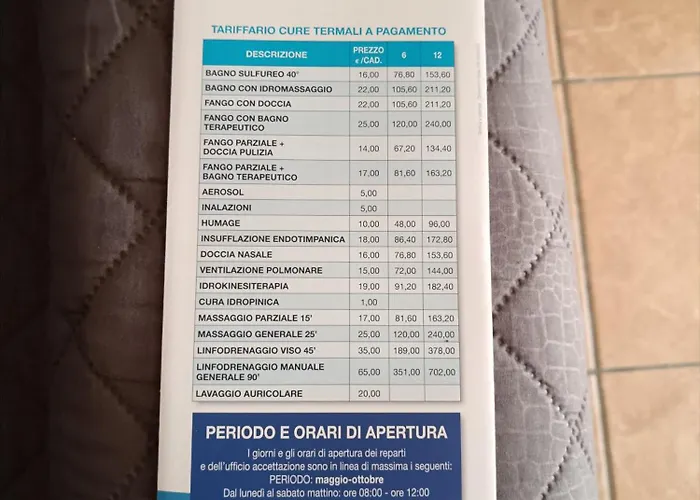 TARIFFARIO CURE TERMALI A PAGAMENTO
DESCRIZIONE PREZZO e /CAD. 6 12
BAGNO SULFUREO 40° 16,00 76,80 153,60
BAGNO CON IDROMASSAGGIO 22,00 105,60 211,20
FANGO CON DOCCIA 22,00 105,60 211,20
FANGO CON BAGNO
TERAPEUTICO 25,00 120,00 240,00
FANGO PARZIALE +
DOCCIA PULIZIA 14,00 67,20 134,40
FANGO PARZIALE +
BAGNO TERAPEUTICO 17,00 81,60 163,20
AEROSOL 5,00
INALAZIONI 5,00
HUMAGE 10,00 48,00 96,00
INSUFFLAZIONE ENDOTIMPANICA 18,00 86,40 172,80
DOCCIA NASALE 16,00 76,80 153,60
VENTILAZIONE POLMONARE 15,00 72,00 144,00
IDROKINESITERAPIA 19,00 91,20 182,40
CURA IDROPINICA 1,00
MASSAGGIO PARZIALE 15' 17,00 81,60 163,20
MASSAGGIO GENERALE 25' 25,00 120,00 240,00
LINFODRENAGGIO VISO 45' 35,00 189,00 378,00
LINFODRENAGGIO MANUALE
GENERALE 90' 65,00 351,00 702,00
LAVAGGIO AURICOLARE 20,00
PERIODO E ORARI DI APERTURA
I giorni e gli orari di apertura dei reparti
e dell'ufficio accettazione sono in linea di massima i seguenti:
PERIODO: maggio-ottobre
Dal lunedì al sabato mattino: ore 08:00 - ore 12:00